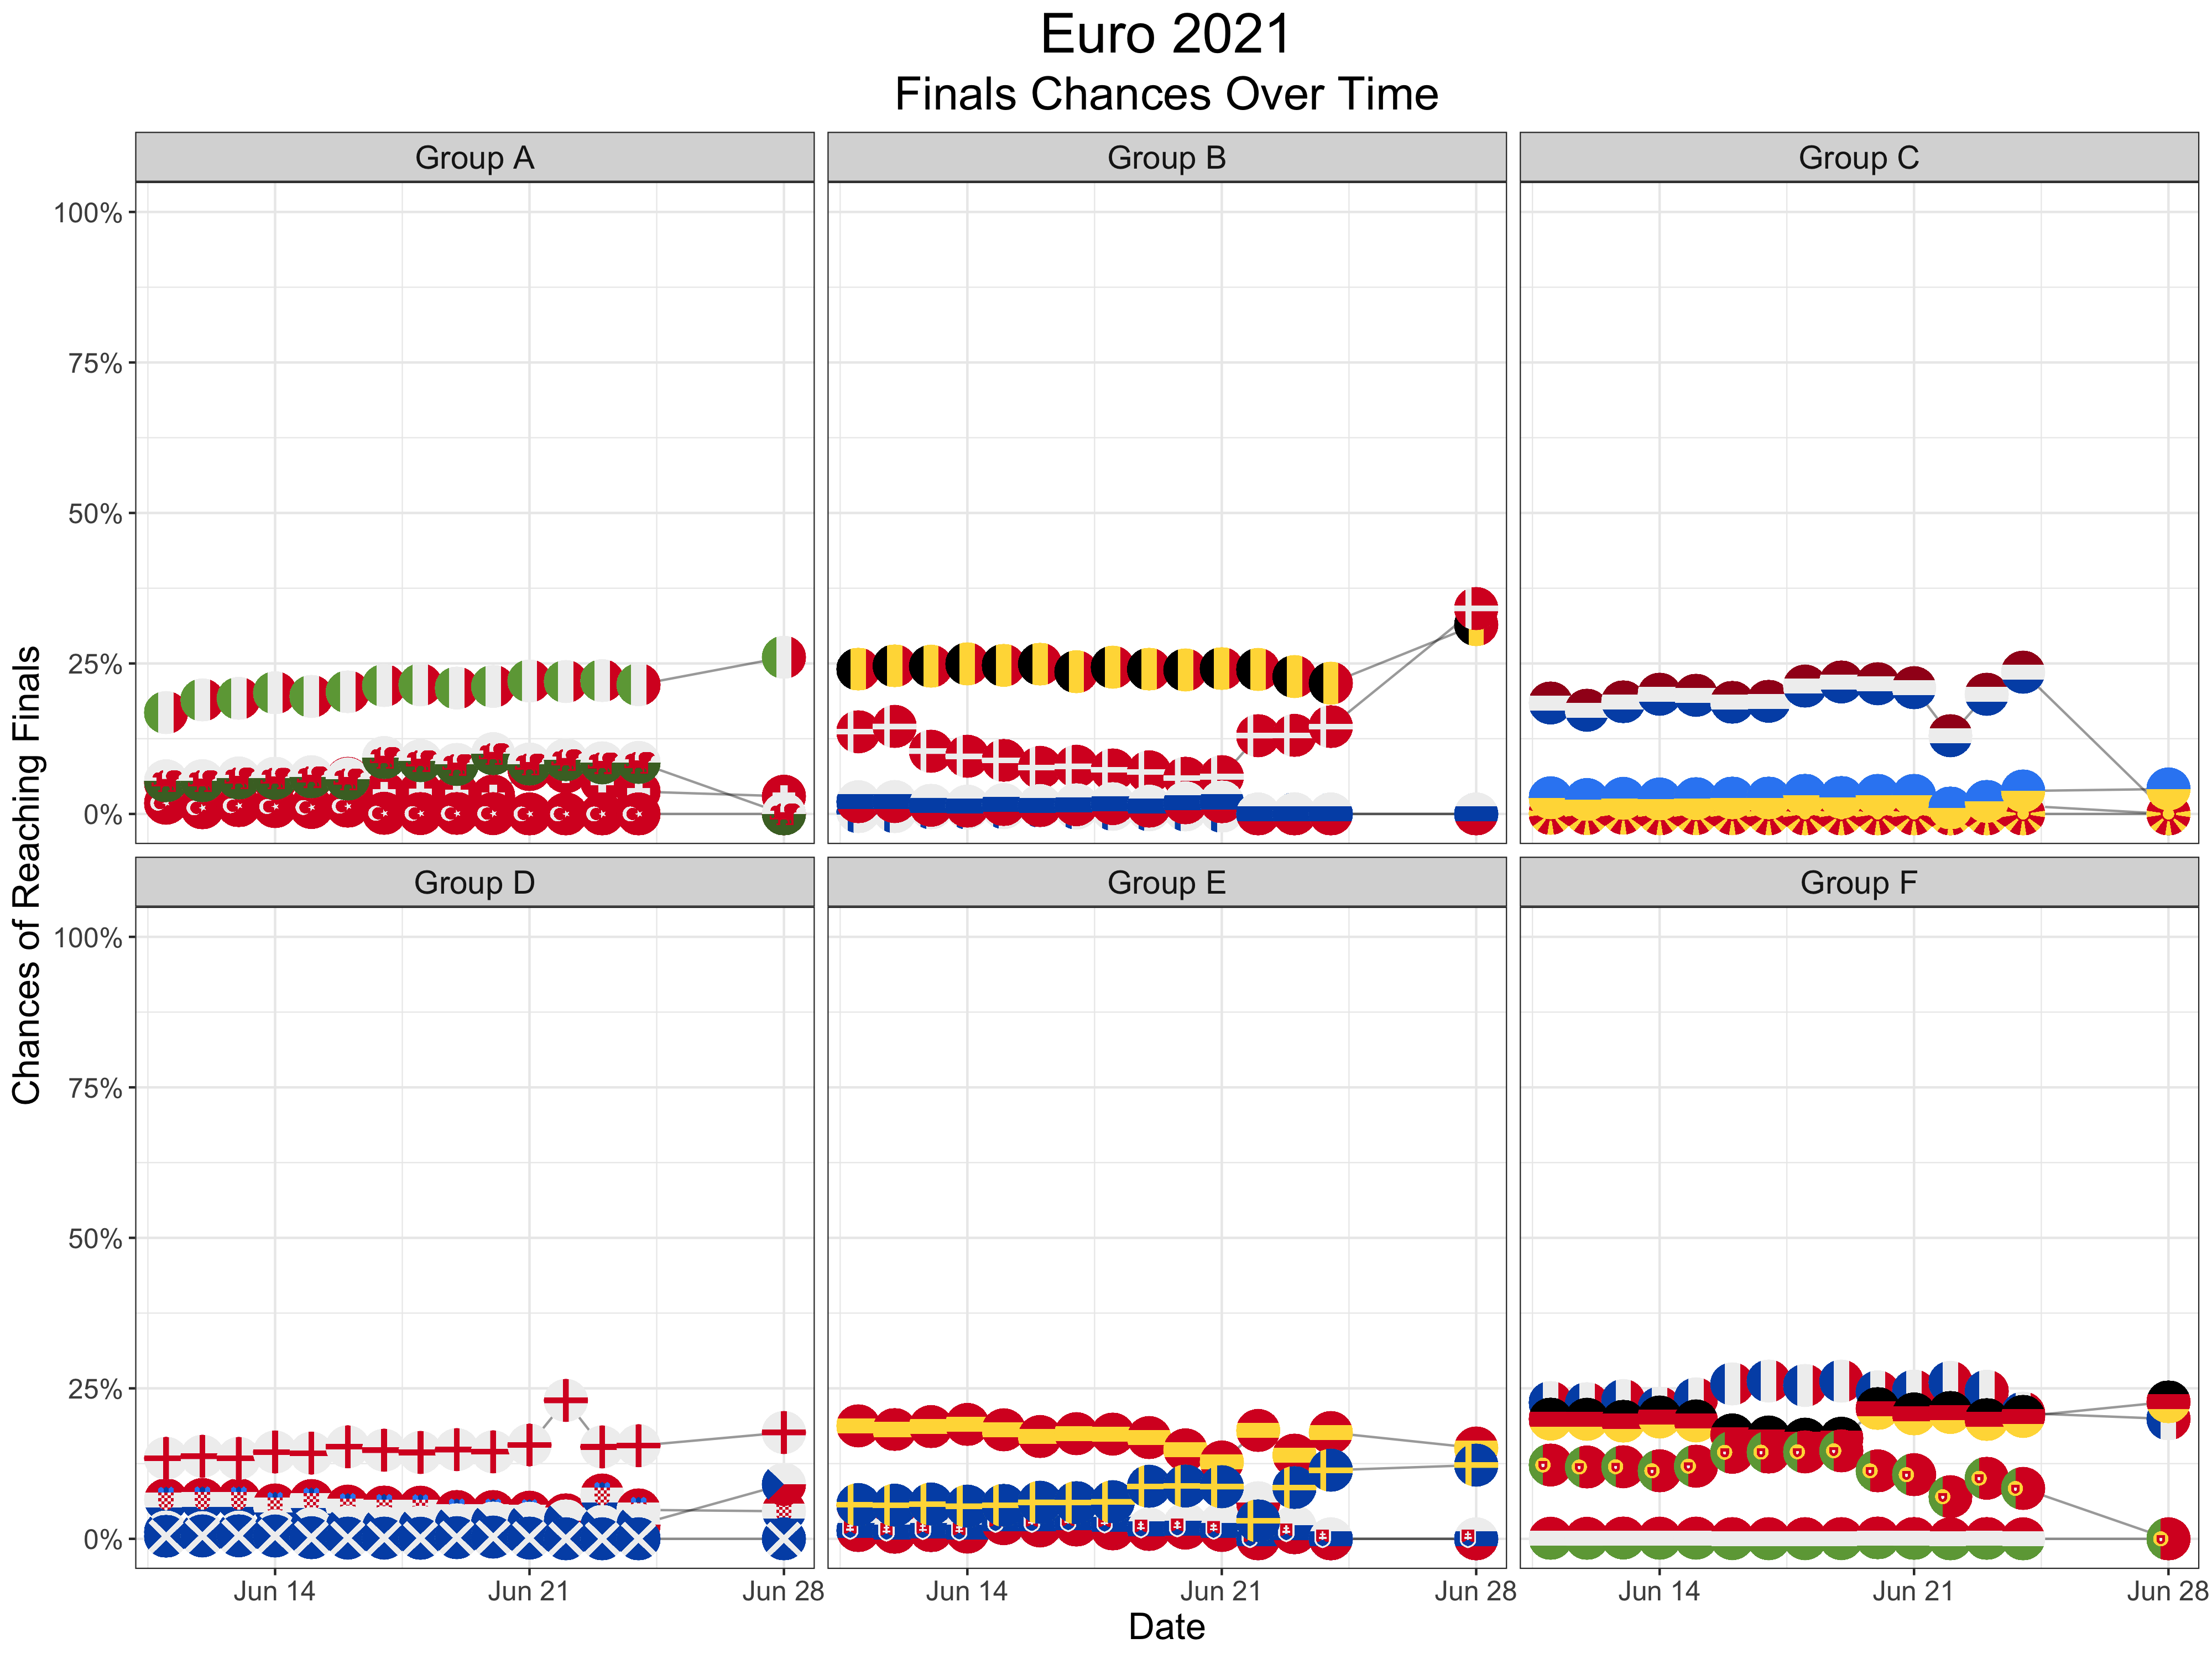 Euro 2021
Finals Chances Over Time
Group A
Group B
Group C
100%
75%
50%
25%
0%
Group D
Group E
Group F
100%
75%
50%
25%
0%
Chances of Reaching Finals
Jun 14
Jun 21
Jun 28
Jun 14
Jun 21
Jun 28
Jun 14
Jun 21
Jun 28
Date